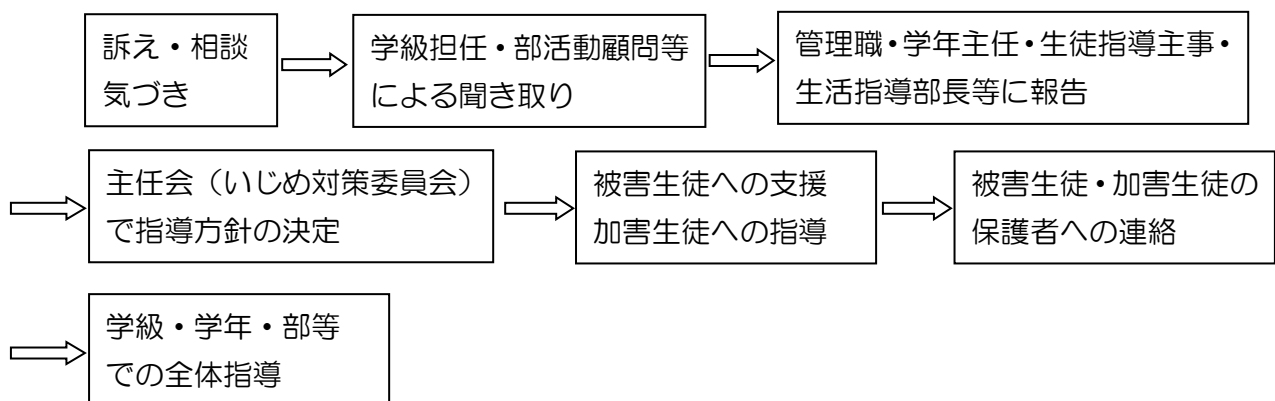 訴え・相談
気づき
学級担任・部活動顧問等
による聞き取り
管理職・学年主任・生徒指導主事・
生活指導部長等に報告
主任会（いじめ対策委員会）
で指導方針の決定
被害生徒への支援
加害生徒への指導
被害生徒・加害生徒の
保護者への連絡
学級・学年・部等
での全体指導